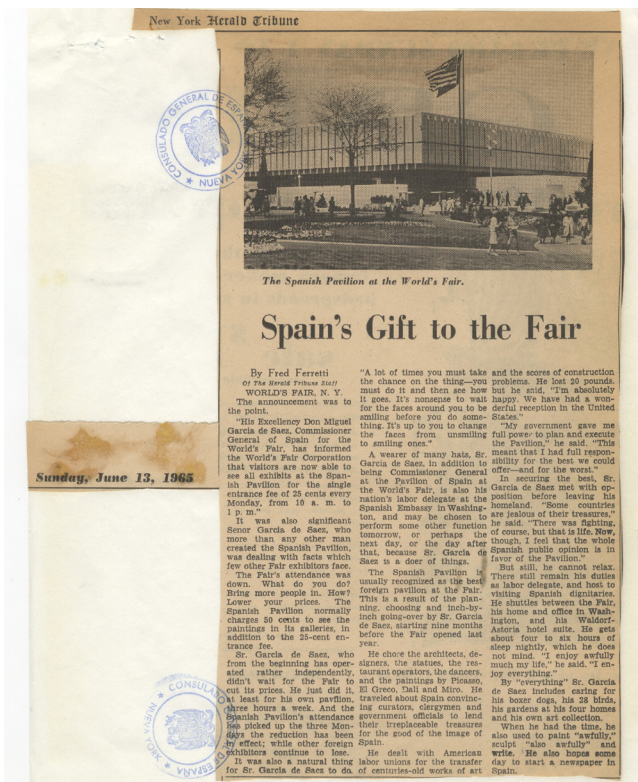 New York Herald Tribune
CONSULADO GENERAL DE ESPAÑA
★ NUEVA YORK
The Spanish Pavilion at the World's Fair.
Spain's Gift to the Fair
Sunday, June 13, 1965
By Fred Ferretti
Of The Herald Tribune Staff
WORLD'S FAIR, N. Y.
The announcement was to
the point.
"His Excellency Don Miguel
Garcia de Saez, Commissioner
General of Spain for the
World's Fair, has informed
the World's Fair Corporation
that visitors are now able to
see all exhibits at the Span-
ish Pavilion for the single
entrance fee of 25 cents every
Monday, from 10 a. m. to
1 p m."
It was also significant
Senor Garcia de Saez, who
more than any other man
created the Spanish Pavilion,
was dealing with facts which
few other Fair exhibitors face.
The Fair's attendance was
down. What do you do?
Bring more people in. How?
Lower your prices. The
Spanish Pavilion normally
charges 50 cents to see the
paintings in its galleries, in
addition to the 25-cent en-
trance fee.
Sr. Garcia de Saez, who
from the beginning has oper-
ated rather independently,
didn't wait for the Fair to
cut its prices. He just did it,
at least for his own pavilion,
three hours a week. And the
Spanish Pavilion's attendance
has picked up the three Mon-
days the reduction has been
in effect; while other foreign
exhibitors continue to lose.
It was also a natural thing
for Sr. Garcia de Saez to do.
"A lot of times you must take
the chance on the thing—you
must do it and then see how
it goes. It's nonsense to wait
for the faces around you to be
smiling before you do some-
thing. It's up to you to change
the faces from unsmiling
to smiling ones."
A wearer of many hats, Sr.
Garcia de Saez, in addition to
being Commissioner General
of the Pavilion of Spain at
the World's Fair, is also his
nation's labor delegate at the
Spanish Embassy in Washing-
ton, and may be chosen to
perform some other function
tomorrow, or perhaps the
next day, or the day after
that, because Sr. Garcia de
Saez is a doer of things.
The Spanish Pavilion is
usually recognized as the best
foreign pavilion at the Fair.
This is a result of the plan-
ning, choosing and inch-by-
inch going-over by Sr. Garcia
de Saez, starting nine months
before the Fair opened last
year.
He chose the architects, de-
signers, the statues, the res-
taurant operators, the dancers,
and the paintings by Picasso,
El Greco, Dali and Miro. He
traveled about Spain convinc-
ing curators, clergymen and
government officials to lend
their irreplaceable treasures
for the good of the image of
Spain.
He dealt with American
labor unions for the transfer
of centuries-old works of art
and the scores of construction
problems. He lost 20 pounds.
but he said, "I'm absolutely
happy. We have had a won-
derful reception in the United
States."
"My government gave me
full power to plan and execute
the Pavilion," he said. "This
meant that I had full respon-
sibility for the best we could
offer—and for the worst."
In securing the best, Sr.
Garcia de Saez met with op-
position before leaving his
homeland. "Some countries
are jealous of their treasures,"
he said. "There was fighting,
of course, but that is life. Now,
though, I feel that the whole
Spanish public opinion is in
favor of the Pavilion."
But still, he cannot relax.
There still remain his duties
as labor delegate, and host to
visiting Spanish dignitaries.
He shuttles between the Fair,
his home and office in Wash-
ington, and his Waldorf-
Astoria hotel suite. He gets
about four to six hours of
sleep nightly, which he does
not mind. "I enjoy awfully
much my life," he said. "I en-
joy everything."
By "everything" Sr. Garcia
de Saez includes caring for
his boxer dogs, his 28 birds,
his gardens at his four homes
and his own art collection.
When he had the time, he
also used to paint "awfully,"
sculpt "also awfully" and
write. He also hopes some
day to start a newspaper in
Spain.
CONSULADO
DE ESPAÑA
NUEVA YORK